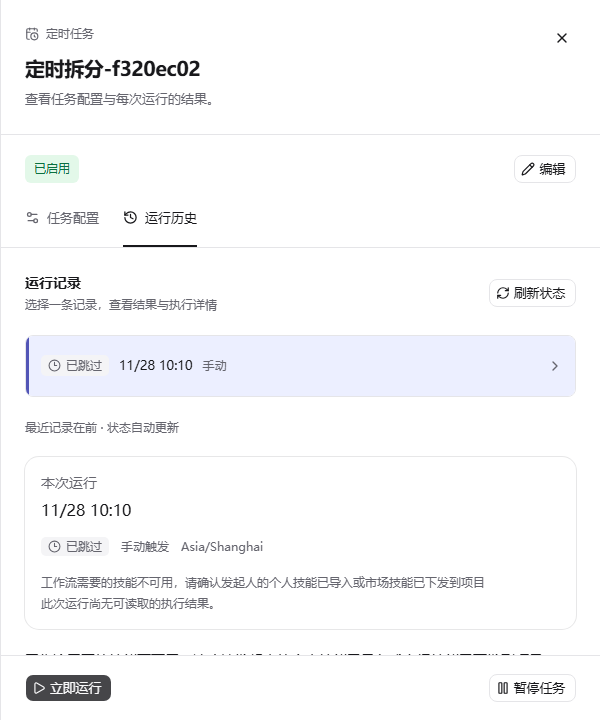 定时任务
定时拆分-f320ec02
查看任务配置与每次运行的结果。
已启用
编辑
任务配置 运行历史
运行记录
选择一条记录，查看结果与执行详情
刷新状态
已跳过 11/28 10:10 手动
最近记录在前 · 状态自动更新
本次运行
11/28 10:10
已跳过 手动触发 Asia/Shanghai
工作流需要的技能不可用，请确认发起人的个人技能已导入或市场技能已下发到项目
此次运行尚无可读取的执行结果。
立即运行
暂停任务